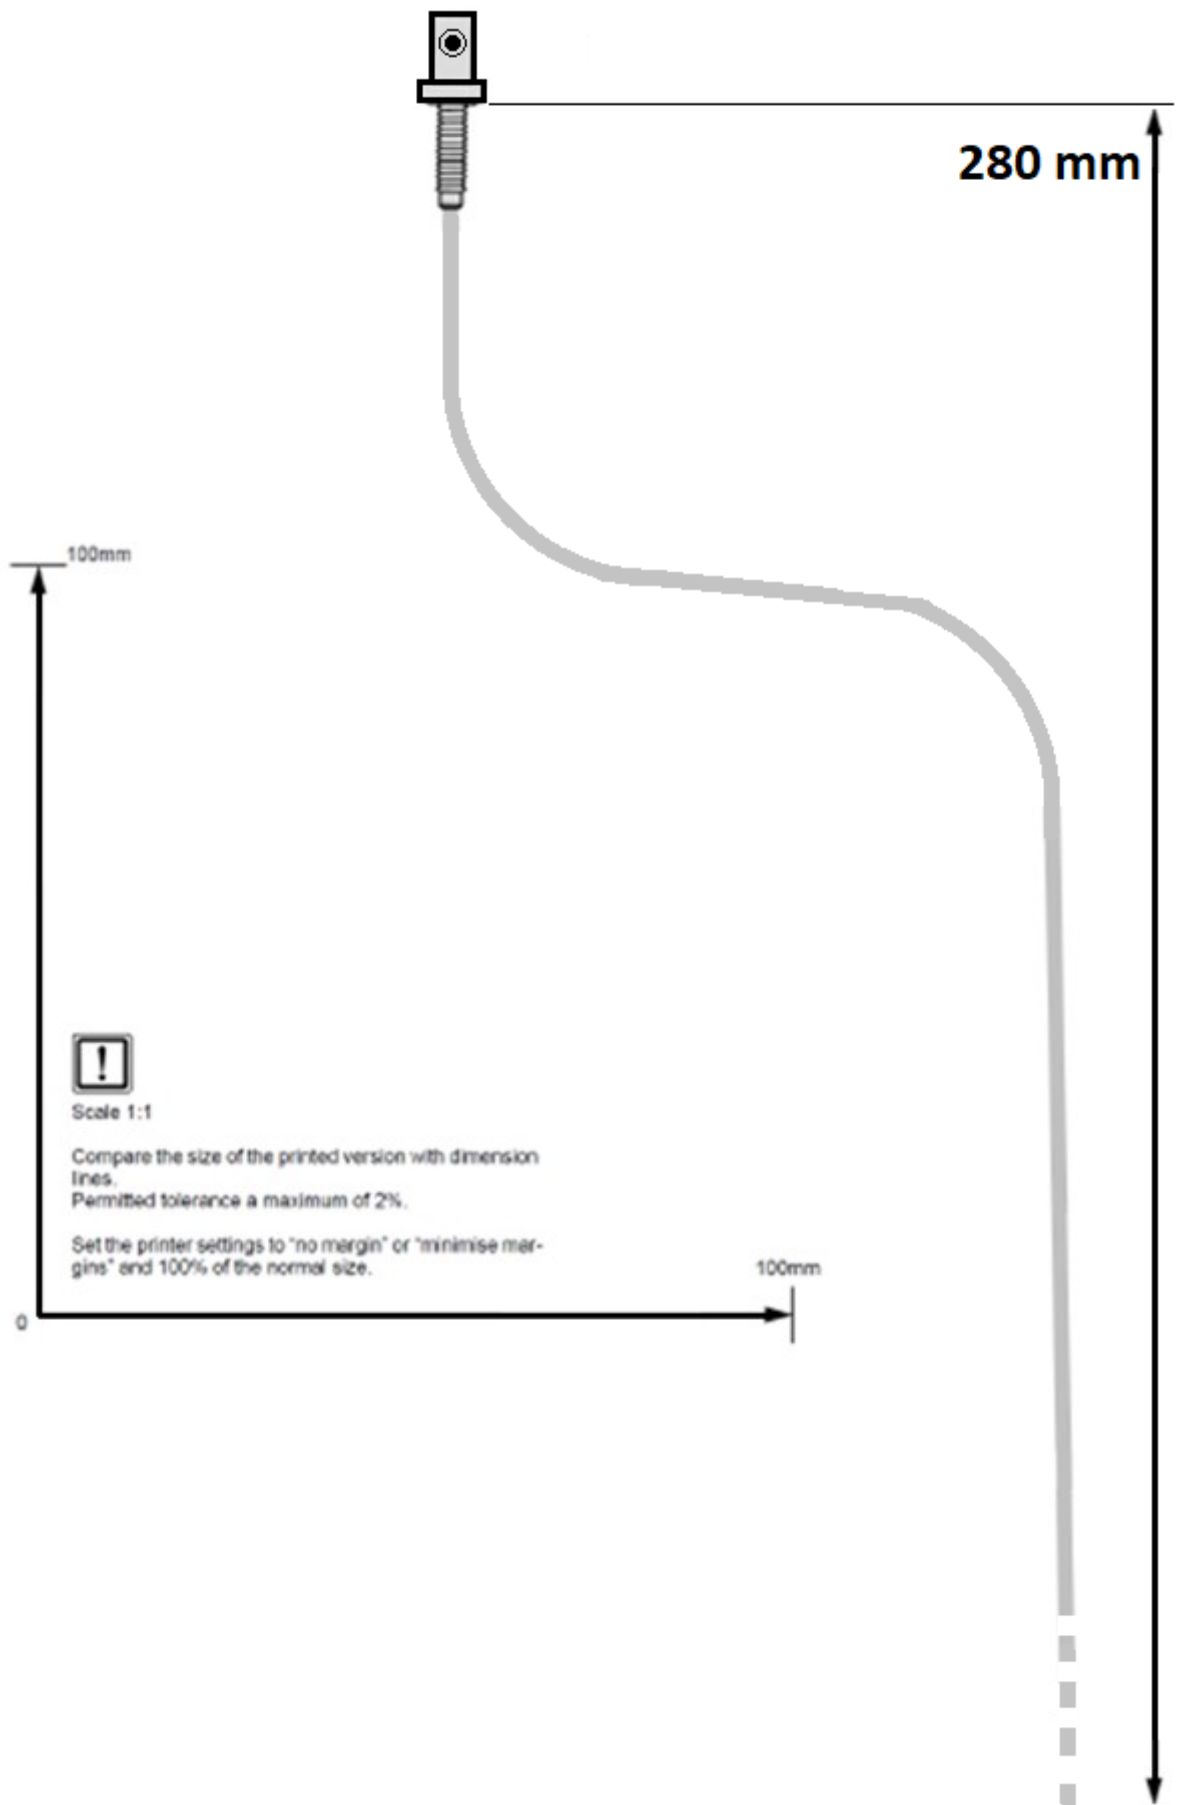 280 mm
100mm
!
Scale 1:1
Compare the size of the printed version with dimension
lines.
Permitted tolerance a maximum of 2%.
Set the printer settings to "no margin" or "minimise mar-
gins" and 100% of the normal size.
100mm
0